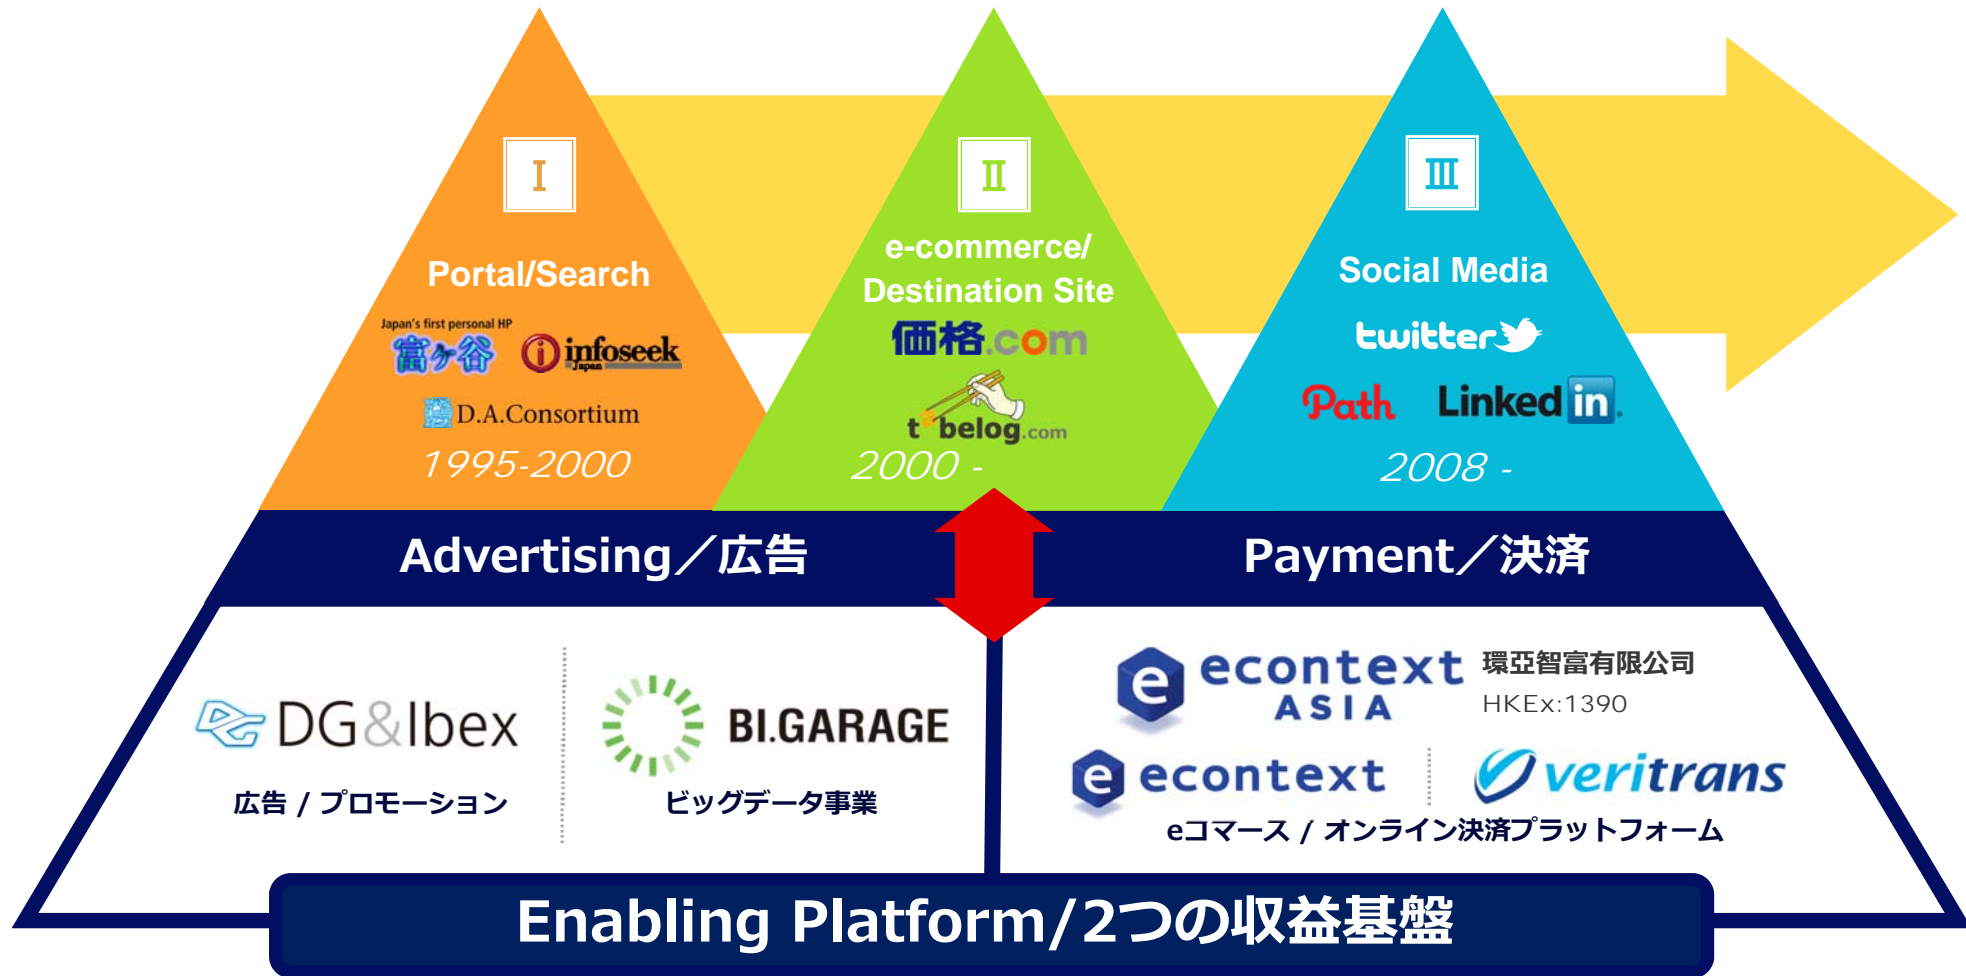 Ⅰ
Portal/Search
Japan's first personal HP
富ヶ谷
infoseek
Japan
D.A.Consortium
1995-2000
Ⅱ
e-commerce/
Destination Site
価格.com
t belog.com
2000 -
Ⅲ
Social Media
twitter
Path
Linked in.
2008 -
Advertising／広告
Payment／決済
DG&Ibex
広告 / プロモーション
BI.GARAGE
ビッグデータ事業
e econtext ASIA
環亞智富有限公司
HKEx:1390
e econtext
veritrans
eコマース / オンライン決済プラットフォーム
Enabling Platform/2つの収益基盤